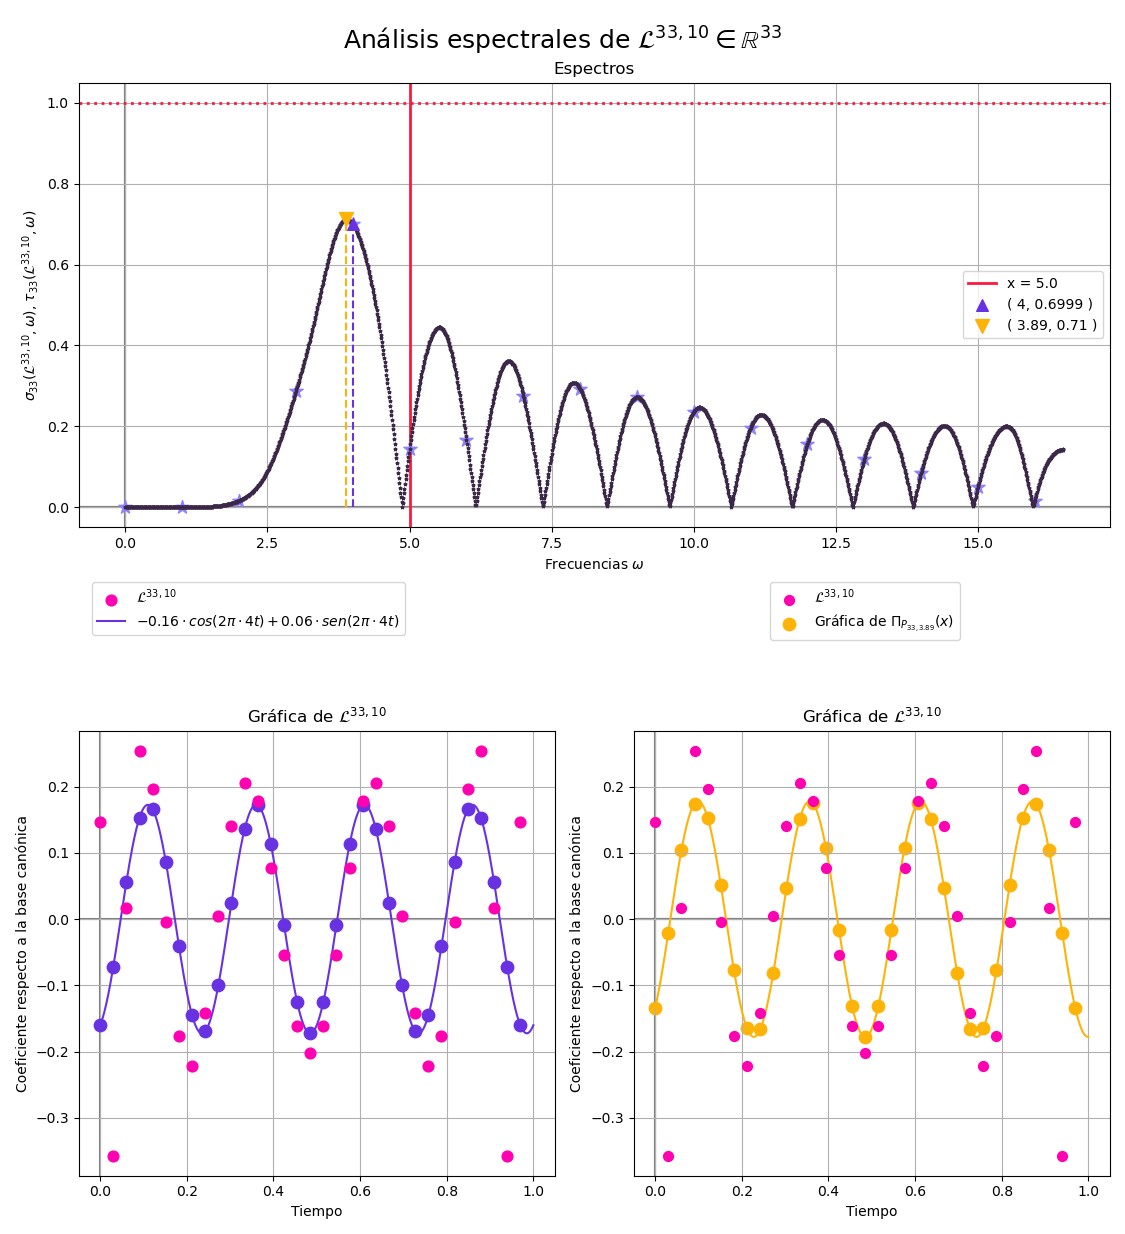 Análisis espectrales de ℒ^{33,10} ∈ ℝ^{33}
Espectros
σ₃₃(ℒ^{33,10}, ω), τ₃₃(ℒ^{33,10}, ω)
1.0
0.8
0.6
0.4
0.2
0.0
x = 5.0
( 4, 0.6999 )
( 3.89, 0.71 )
0.0 2.5 5.0 7.5 10.0 12.5 15.0
Frecuencias ω
ℒ^{33,10}
−0.16 · cos(2π · 4t) + 0.06 · sen(2π · 4t)
ℒ^{33,10}
Gráfica de Π_{P_{33,3.89}}(x)
Gráfica de ℒ^{33,10}
Coeficiente respecto a la base canónica
0.2
0.1
0.0
−0.1
−0.2
−0.3
0.0 0.2 0.4 0.6 0.8 1.0
Tiempo
Gráfica de ℒ^{33,10}
Coeficiente respecto a la base canónica
0.2
0.1
0.0
−0.1
−0.2
−0.3
0.0 0.2 0.4 0.6 0.8 1.0
Tiempo